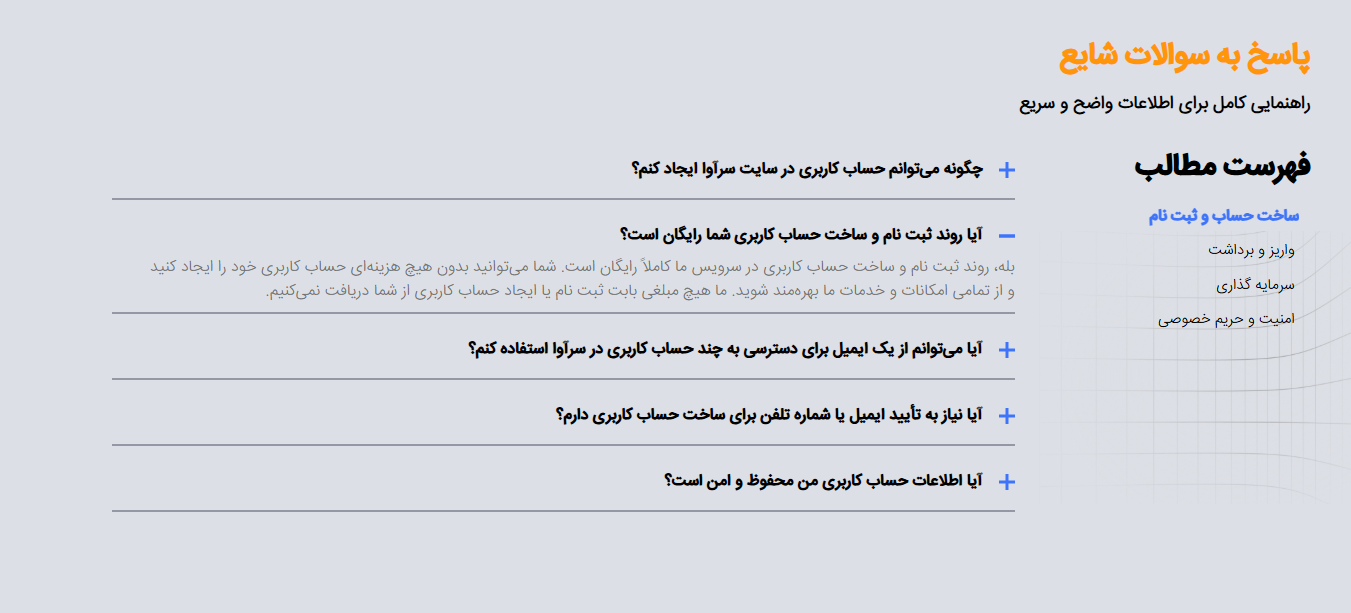 پاسخ به سوالات شایع
راهنمایی کامل برای اطلاعات واضح و سریع
فهرست مطالب
ساخت حساب و ثبت نام
واریز و برداشت
سرمایه گذاری
امنیت و حریم خصوصی
چگونه می‌توانم حساب کاربری در سایت سرآوا ایجاد کنم؟
آیا روند ثبت نام و ساخت حساب کاربری شما رایگان است؟
بله، روند ثبت نام و ساخت حساب کاربری در سرویس ما کاملاً رایگان است. شما می‌توانید بدون هیچ هزینه‌ای حساب کاربری خود را ایجاد کنید
و از تمامی امکانات و خدمات ما بهره‌مند شوید. ما هیچ مبلغی بابت ثبت نام یا ایجاد حساب کاربری از شما دریافت نمی‌کنیم.
آیا می‌توانم از یک ایمیل برای دسترسی به چند حساب کاربری در سرآوا استفاده کنم؟
آیا نیاز به تأیید ایمیل یا شماره تلفن برای ساخت حساب کاربری دارم؟
آیا اطلاعات حساب کاربری من محفوظ و امن است؟